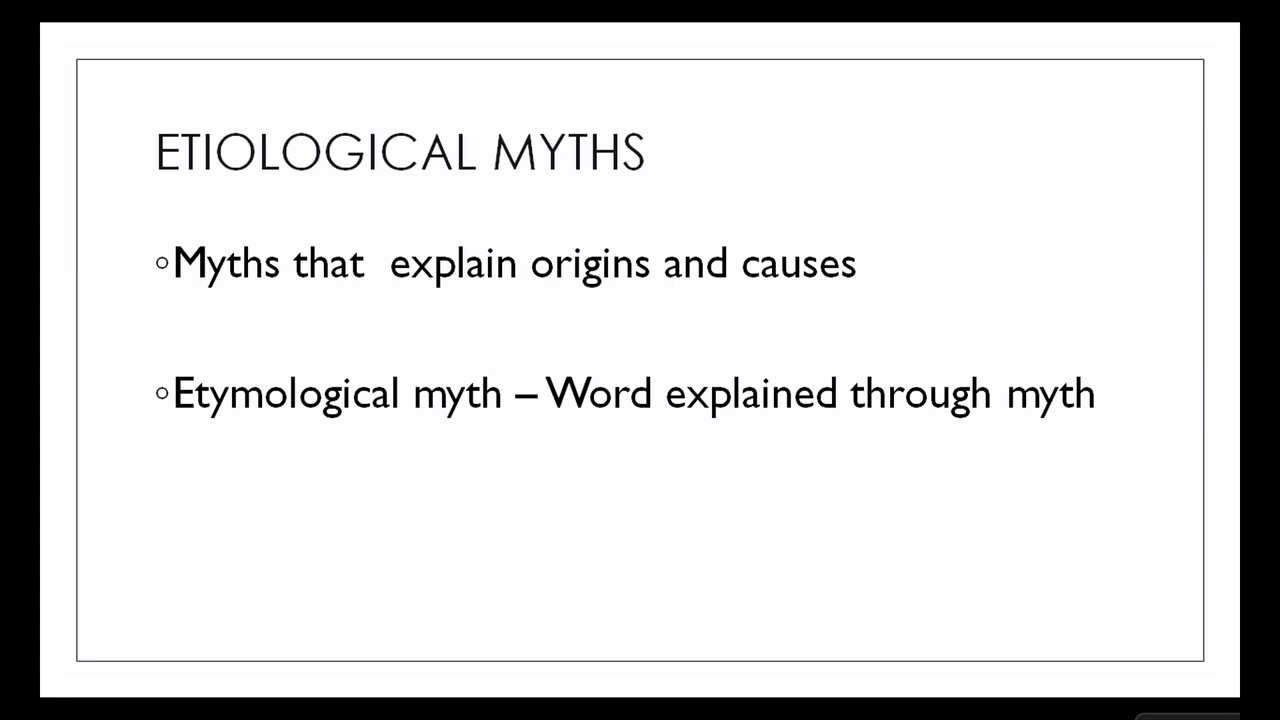 ETIOLOGICAL MYTHS
◦Myths that  explain origins and causes
◦Etymological myth – Word explained through myth